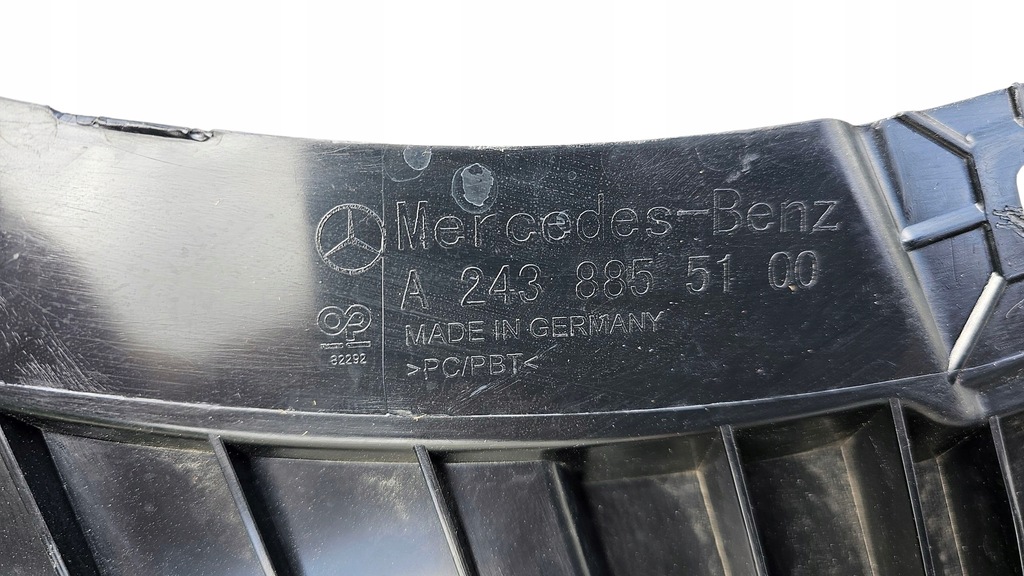 Mercedes-Benz
A 243 885 51 00
MADE IN GERMANY
>PC/PBT<
62292